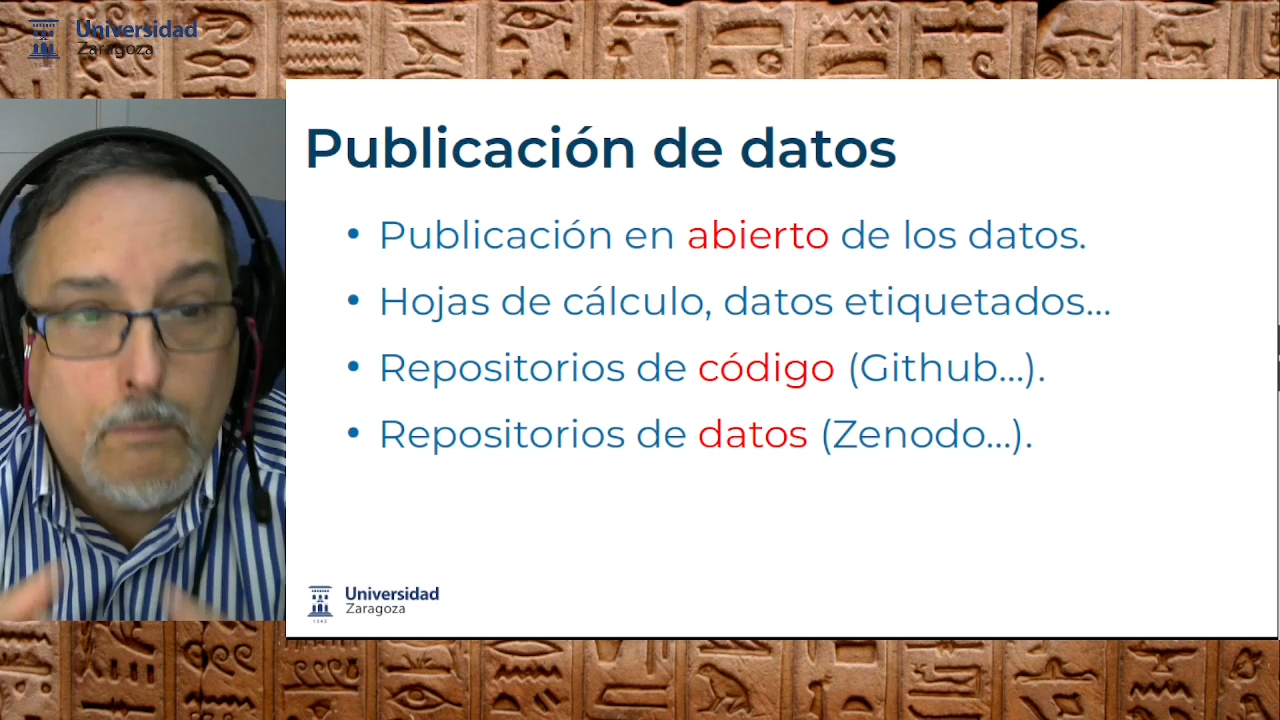 Universidad
Zaragoza
Publicación de datos
• Publicación en abierto de los datos.
• Hojas de cálculo, datos etiquetados...
• Repositorios de código (Github...).
• Repositorios de datos (Zenodo...).
Universidad
Zaragoza
1542